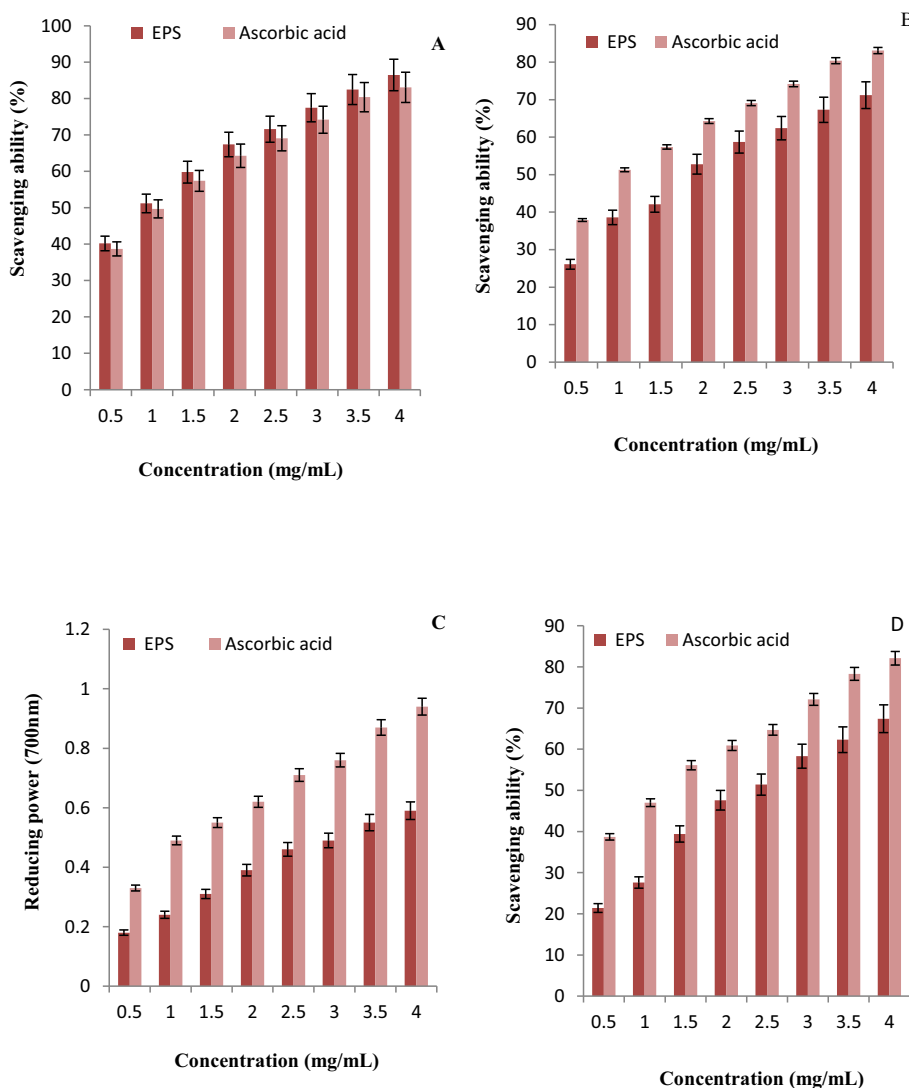 A
EPS Ascorbic acid
Scavenging ability (%)
100
90
80
70
60
50
40
30
20
10
0
0.5 1 1.5 2 2.5 3 3.5 4
Concentration (mg/mL)
B
EPS Ascorbic acid
Scavenging ability (%)
90
80
70
60
50
40
30
20
10
0
0.5 1 1.5 2 2.5 3 3.5 4
Concentration (mg/mL)
C
EPS Ascorbic acid
Reducing power (700nm)
1.2
1
0.8
0.6
0.4
0.2
0
0.5 1 1.5 2 2.5 3 3.5 4
Concentration (mg/mL)
D
EPS Ascorbic acid
Scavenging ability (%)
90
80
70
60
50
40
30
20
10
0
0.5 1 1.5 2 2.5 3 3.5 4
Concentration (mg/mL)